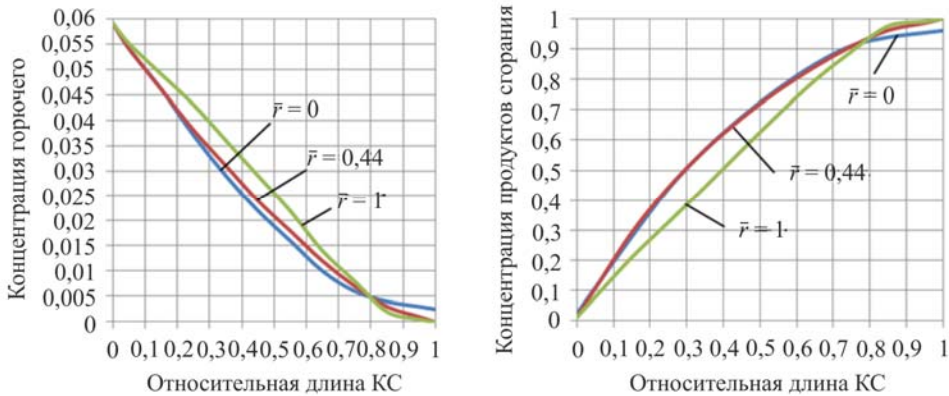 Концентрация горючего
0,06
0,055
0,05
0,045
0,04
0,035
0,03
0,025
0,02
0,015
0,01
0,005
0
r̄ = 0
r̄ = 0,44
r̄ = 1
0 0,1 0,2 0,3 0,4 0,5 0,6 0,7 0,8 0,9 1
Относительная длина КС
Концентрация продуктов сгорания
1
0,9
0,8
0,7
0,6
0,5
0,4
0,3
0,2
0,1
0
r̄ = 0
r̄ = 0,44
r̄ = 1
0 0,1 0,2 0,3 0,4 0,5 0,6 0,7 0,8 0,9 1
Относительная длина КС